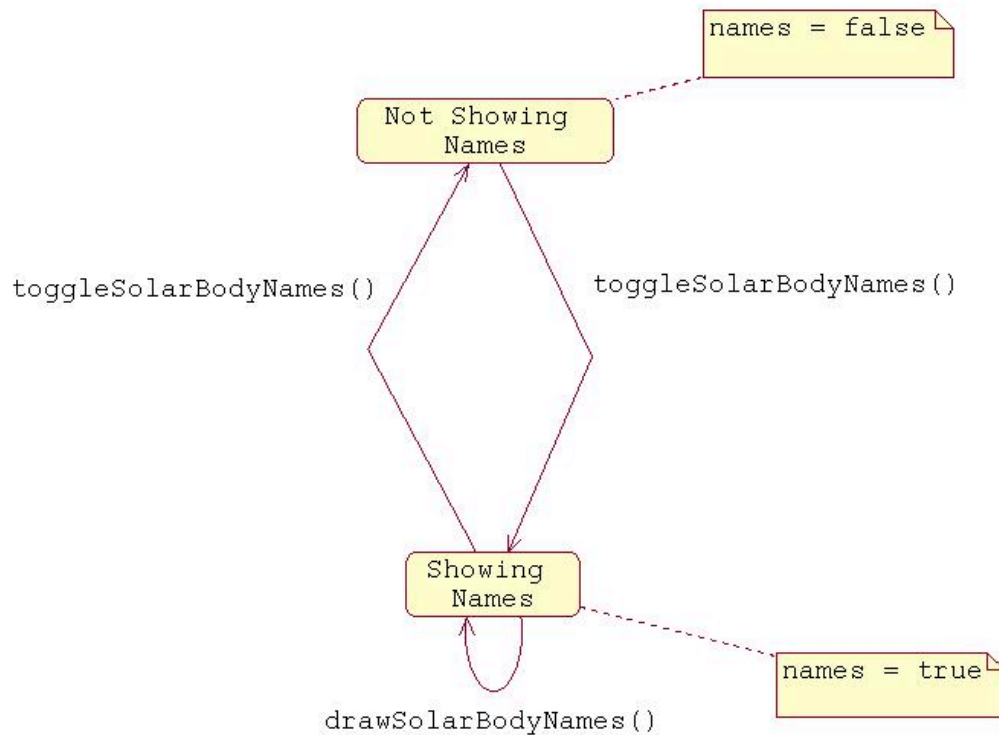 names = false
Not Showing
Names
toggleSolarBodyNames()
toggleSolarBodyNames()
Showing
Names
names = true
drawSolarBodyNames()